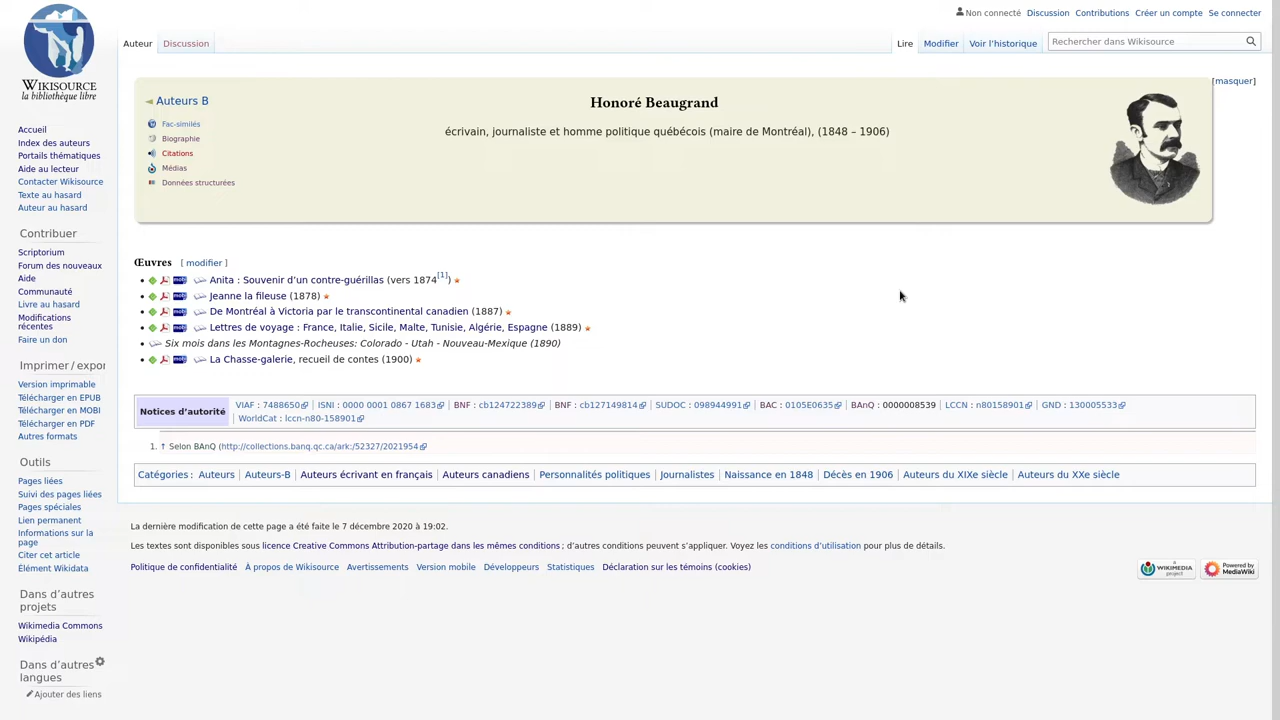 Non connecté Discussion Contributions Créer un compte Se connecter
Auteur Discussion Lire Modifier Voir l’historique Rechercher dans Wikisource
WIKISOURCE
la bibliothèque libre
Accueil
Index des auteurs
Portails thématiques
Aide au lecteur
Contacter Wikisource
Texte au hasard
Auteur au hasard
Contribuer
Scriptorium
Forum des nouveaux
Aide
Communauté
Livre au hasard
Modifications
récentes
Faire un don
Imprimer / expor
Version imprimable
Télécharger en EPUB
Télécharger en MOBI
Télécharger en PDF
Autres formats
Outils
Pages liées
Suivi des pages liées
Pages spéciales
Lien permanent
Informations sur la
page
Citer cet article
Élément Wikidata
Dans d’autres
projets
Wikimedia Commons
Wikipédia
Dans d’autres
langues
Ajouter des liens
[masquer]
Auteurs B
Fac-similés
Biographie
Citations
Médias
Données structurées
Honoré Beaugrand
écrivain, journaliste et homme politique québécois (maire de Montréal), (1848 – 1906)
Œuvres [ modifier ]
• mobi Anita : Souvenir d’un contre-guérillas (vers 1874[1]) ★
• mobi Jeanne la fileuse (1878) ★
• mobi De Montréal à Victoria par le transcontinental canadien (1887) ★
• mobi Lettres de voyage : France, Italie, Sicile, Malte, Tunisie, Algérie, Espagne (1889) ★
• Six mois dans les Montagnes-Rocheuses: Colorado - Utah - Nouveau-Mexique (1890)
• mobi La Chasse-galerie, recueil de contes (1900) ★
Notices d’autorité
VIAF : 7488650 | ISNI : 0000 0001 0867 1683 | BNF : cb124722389 | BNF : cb127149814 | SUDOC : 098944991 | BAC : 0105E0635 | BAnQ : 0000008539 | LCCN : n80158901 | GND : 130005533
| WorldCat : lccn-n80-158901
1. ↑ Selon BAnQ (http://collections.banq.qc.ca/ark:/52327/2021954
Catégories : Auteurs | Auteurs-B | Auteurs écrivant en français | Auteurs canadiens | Personnalités politiques | Journalistes | Naissance en 1848 | Décès en 1906 | Auteurs du XIXe siècle | Auteurs du XXe siècle
La dernière modification de cette page a été faite le 7 décembre 2020 à 19:02.
Les textes sont disponibles sous licence Creative Commons Attribution-partage dans les mêmes conditions ; d’autres conditions peuvent s’appliquer. Voyez les conditions d’utilisation pour plus de détails.
Politique de confidentialité À propos de Wikisource Avertissements Version mobile Développeurs Statistiques Déclaration sur les témoins (cookies)
A WIKIMEDIA project
Powered by MediaWiki